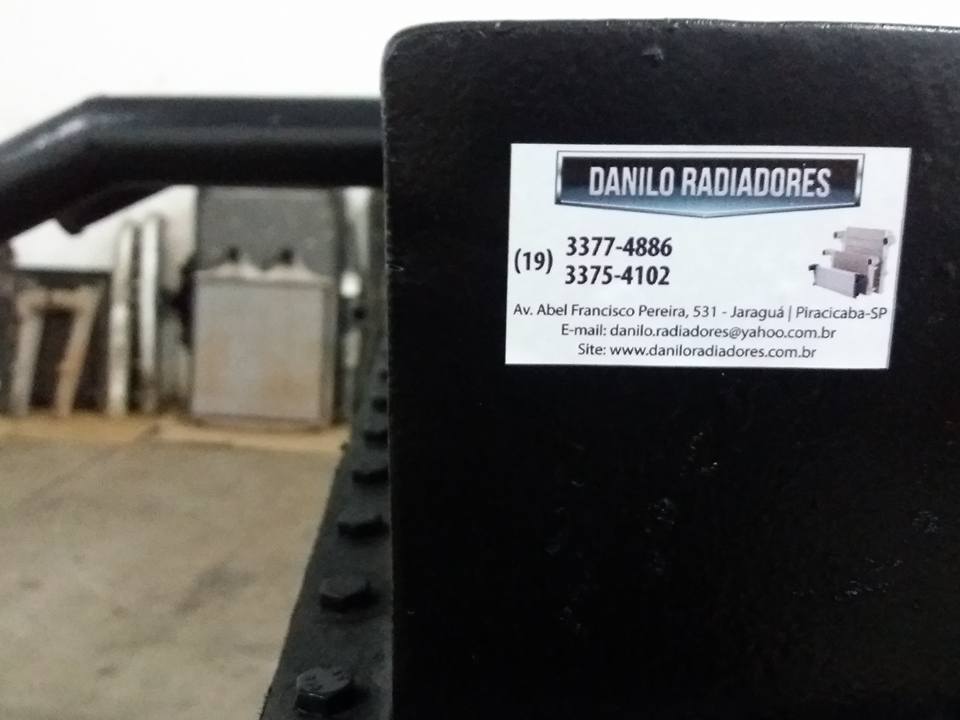 DANILO RADIADORES
(19) 3377-4886
3375-4102
Av. Abel Francisco Pereira, 531 - Jaraguá | Piracicaba-SP
E-mail: danilo.radiadores@yahoo.com.br
Site: www.daniloradiadores.com.br